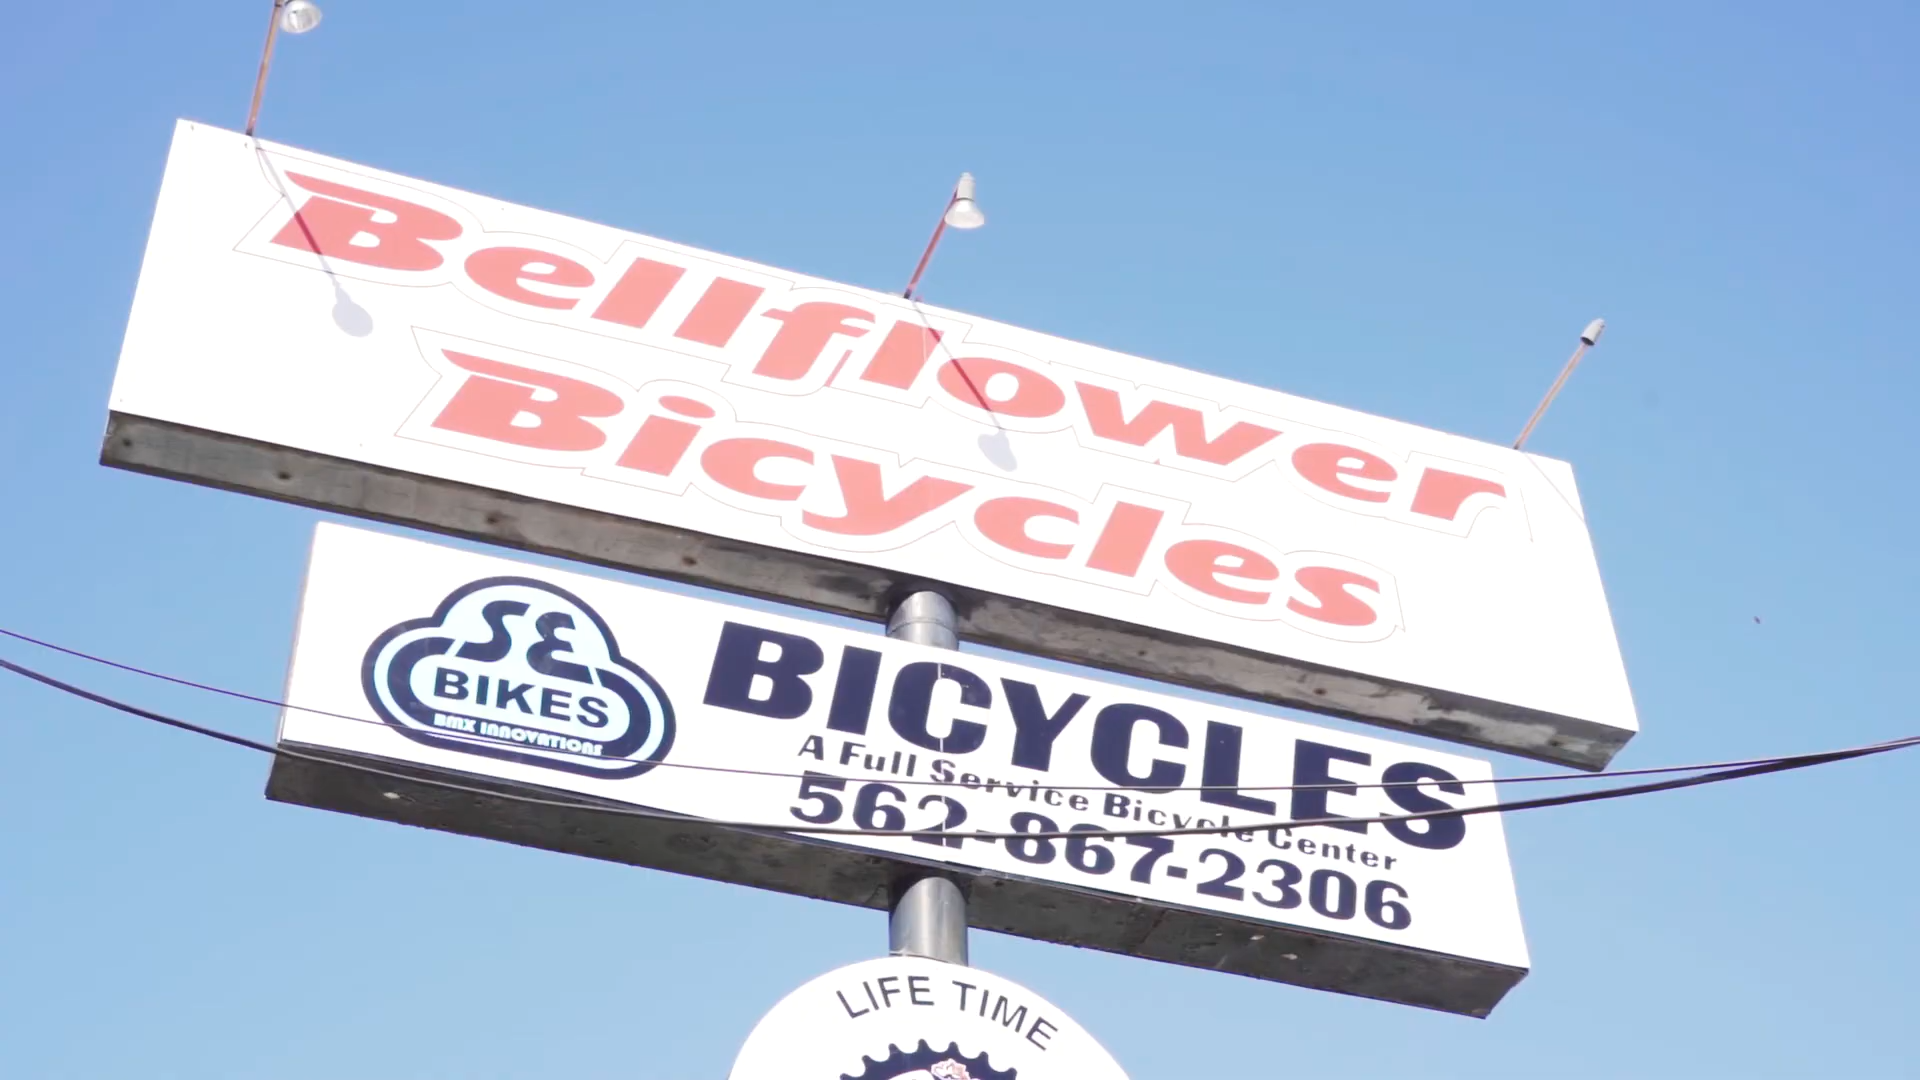 Bellflower
Bicycles
SE
BIKES
BMX INNOVATIONS
BICYCLES
A Full Service Bicycle Center
562-867-2306
LIFE TIME